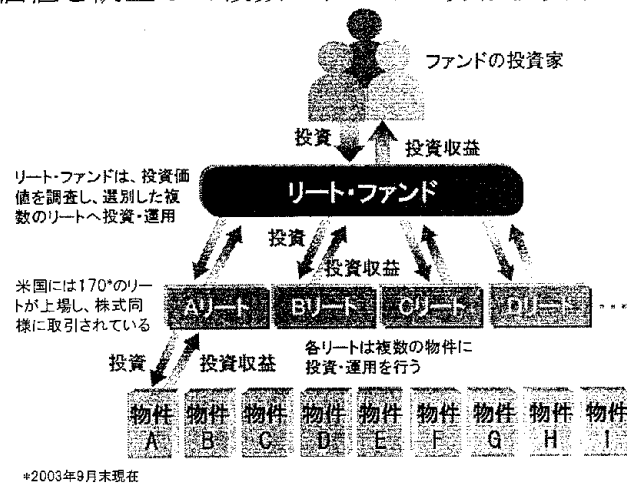 ファンドの投資家
投資
投資収益
リート・ファンドは、投資価
値を調査し、選別した複
数のリートへ投資・運用
リート・ファンド
投資
投資収益
米国には170*のリー
トが上場し、株式同
様に取引されている
Aリート
Bリート
Cリート
Dリート
...
投資
投資収益
各リートは複数の物件に
投資・運用を行う
物件 物件 物件 物件 物件 物件 物件 物件 物件
A B C D E F G H I
*2003年9月末現在